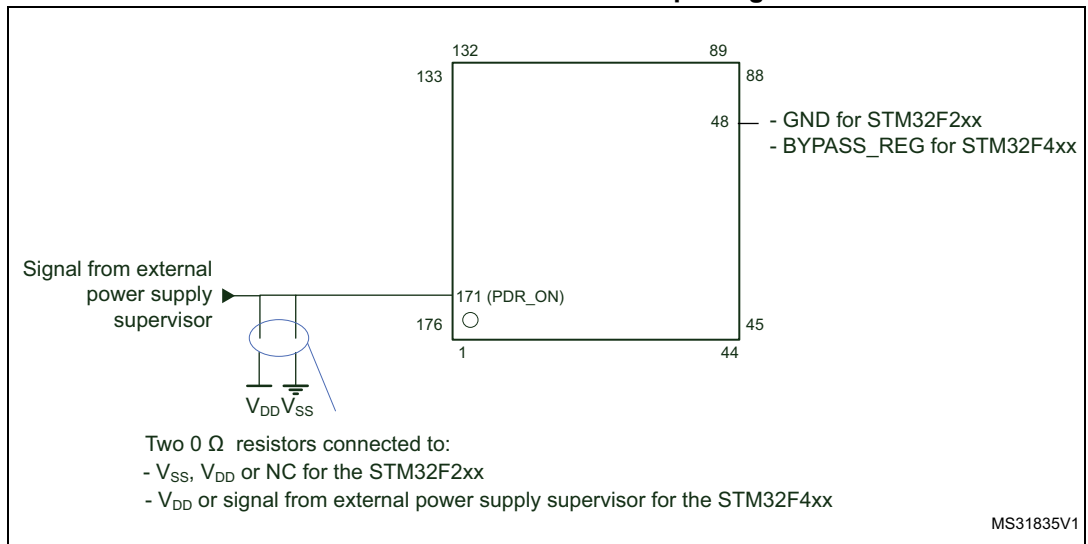 132
89
133
88
48
- GND for STM32F2xx
- BYPASS_REG for STM32F4xx
Signal from external
power supply
supervisor
171 (PDR_ON)
176
45
1
44
VDD VSS
Two 0 Ω resistors connected to:
- VSS, VDD or NC for the STM32F2xx
- VDD or signal from external power supply supervisor for the STM32F4xx
MS31835V1